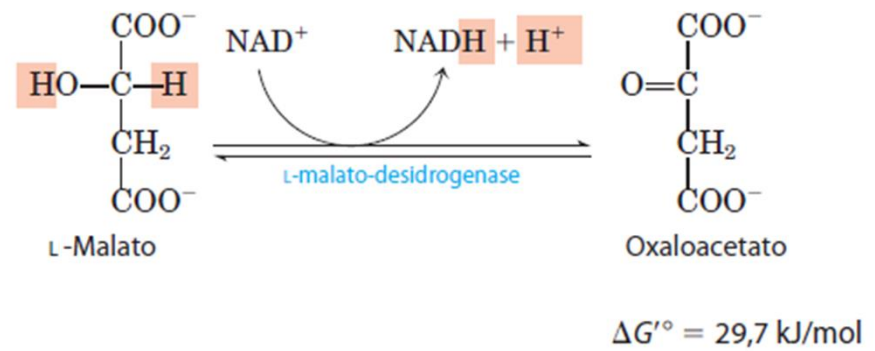 COO⁻ COO⁻
NAD⁺ NADH + H⁺
HO—C—H O=C
CH₂ CH₂
L-malato-desidrogenase
COO⁻ COO⁻
L-Malato Oxaloacetato
ΔG′° = 29,7 kJ/mol